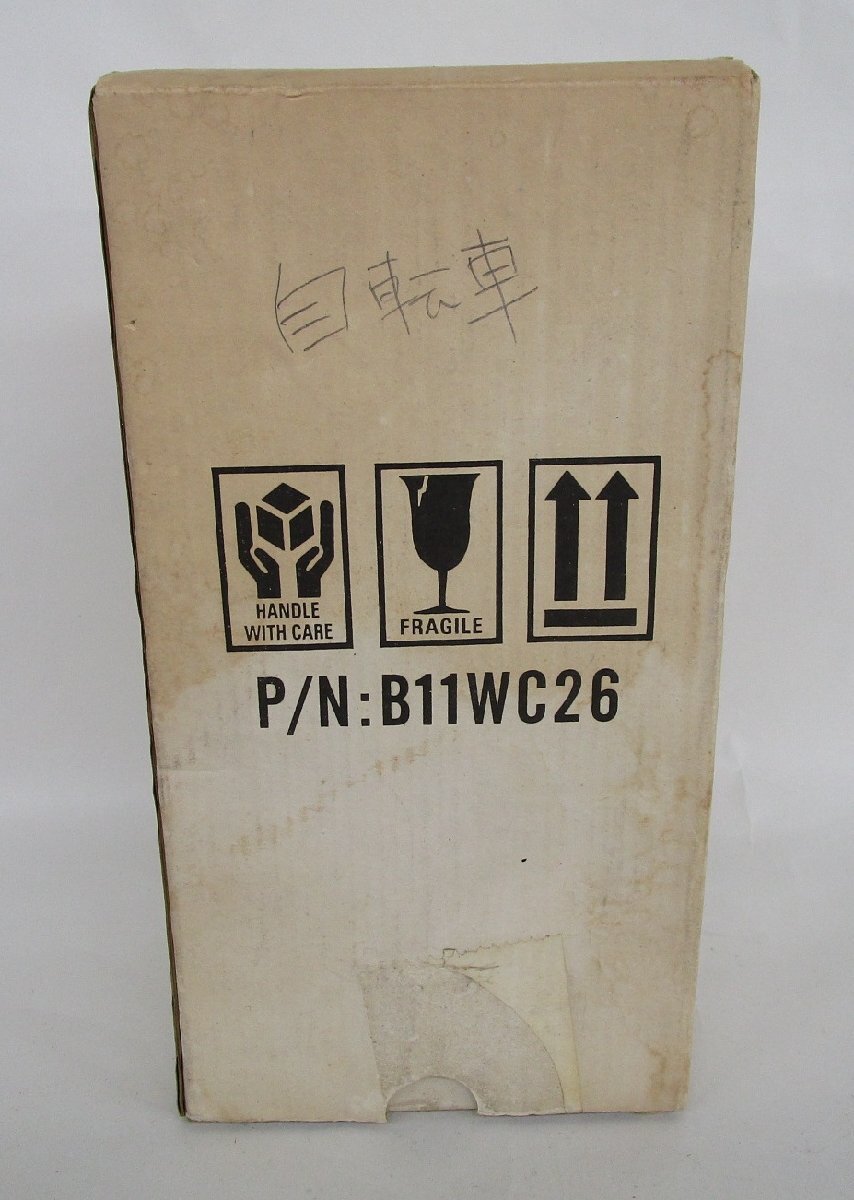 自転車
HANDLE
WITH CARE
FRAGILE
P/N:B11WC26